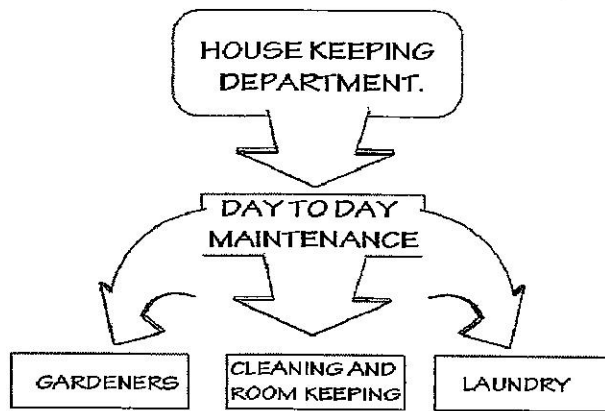 HOUSE KEEPING
DEPARTMENT.
DAY TO DAY
MAINTENANCE
GARDENERS
CLEANING AND
ROOM KEEPING
LAUNDRY